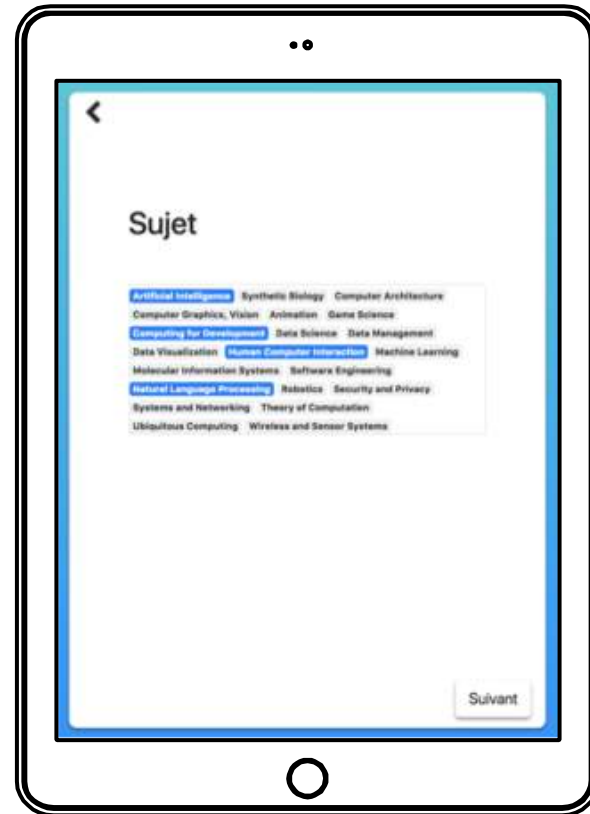 Sujet
Artificial Intelligence Synthetic Biology Computer Architecture
Computer Graphics, Vision Animation Game Science
Computing for Development Data Science Data Management
Data Visualization Human Computer Interaction Machine Learning
Molecular Information Systems Software Engineering
Natural Language Processing Robotics Security and Privacy
Systems and Networking Theory of Computation
Ubiquitous Computing Wireless and Sensor Systems
Suivant